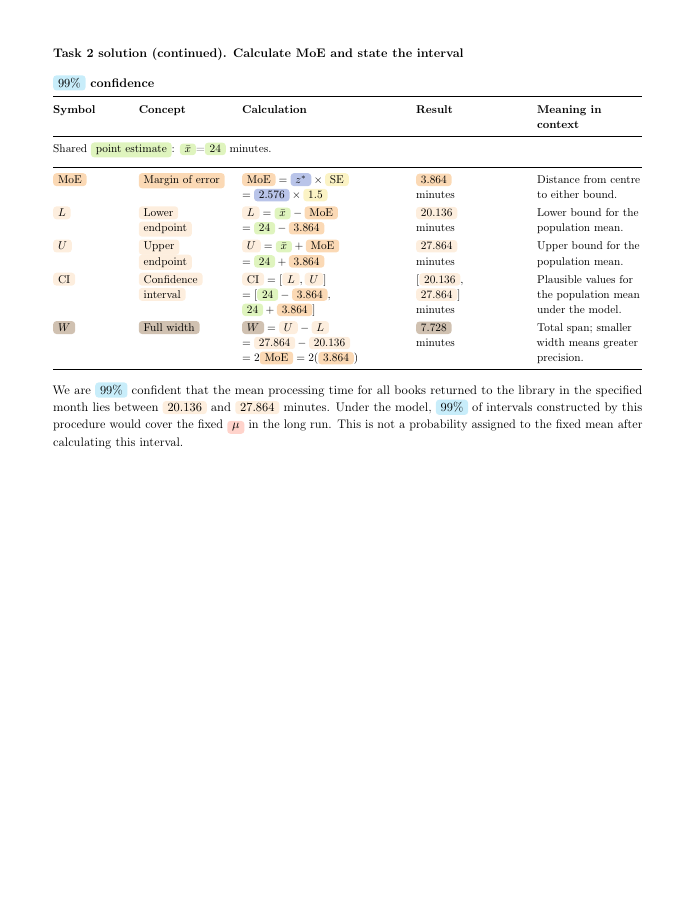 Task 2 solution (continued). Calculate MoE and state the interval
99% confidence
Symbol Concept Calculation Result Meaning in context
Shared point estimate: x̄=24 minutes.
MoE Margin of error MoE = z* × SE 3.864 Distance from centre
= 2.576 × 1.5 minutes to either bound.
L Lower L = x̄ − MoE 20.136 Lower bound for the
endpoint = 24 − 3.864 minutes population mean.
U Upper U = x̄ + MoE 27.864 Upper bound for the
endpoint = 24 + 3.864 minutes population mean.
CI Confidence CI = [ L , U ] [ 20.136 , Plausible values for
interval = [ 24 − 3.864 , 27.864 ] the population mean
24 + 3.864 ] minutes under the model.
W Full width W = U − L 7.728 Total span; smaller
= 27.864 − 20.136 minutes width means greater
= 2 MoE = 2( 3.864 ) precision.
We are 99% confident that the mean processing time for all books returned to the library in the specified
month lies between 20.136 and 27.864 minutes. Under the model, 99% of intervals constructed by this
procedure would cover the fixed μ in the long run. This is not a probability assigned to the fixed mean after
calculating this interval.